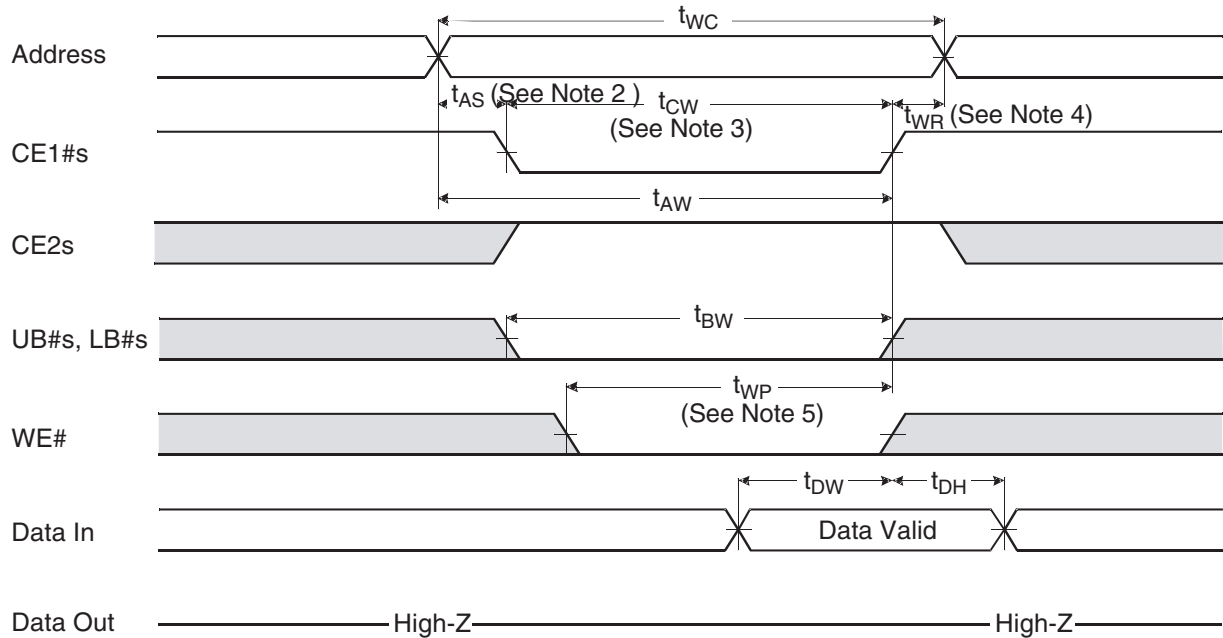 tWC
Address
tAS (See Note 2 )
tCW
(See Note 3)
tWR (See Note 4)
CE1#s
tAW
CE2s
tBW
UB#s, LB#s
tWP
(See Note 5)
WE#
tDW
tDH
Data In
Data Valid
Data Out
High-Z
High-Z